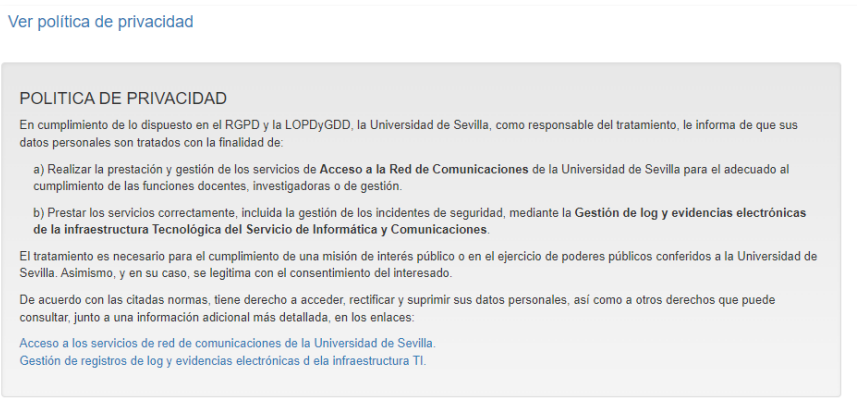 Ver política de privacidad
POLITICA DE PRIVACIDAD
En cumplimiento de lo dispuesto en el RGPD y la LOPDyGDD, la Universidad de Sevilla, como responsable del tratamiento, le informa de que sus
datos personales son tratados con la finalidad de:
a) Realizar la prestación y gestión de los servicios de Acceso a la Red de Comunicaciones de la Universidad de Sevilla para el adecuado al
cumplimiento de las funciones docentes, investigadoras o de gestión.
b) Prestar los servicios correctamente, incluida la gestión de los incidentes de seguridad, mediante la Gestión de log y evidencias electrónicas
de la infraestructura Tecnológica del Servicio de Informática y Comunicaciones.
El tratamiento es necesario para el cumplimiento de una misión de interés público o en el ejercicio de poderes públicos conferidos a la Universidad de
Sevilla. Asimismo, y en su caso, se legitima con el consentimiento del interesado.
De acuerdo con las citadas normas, tiene derecho a acceder, rectificar y suprimir sus datos personales, así como a otros derechos que puede
consultar, junto a una información adicional más detallada, en los enlaces:
Acceso a los servicios de red de comunicaciones de la Universidad de Sevilla.
Gestión de registros de log y evidencias electrónicas d ela infraestructura TI.